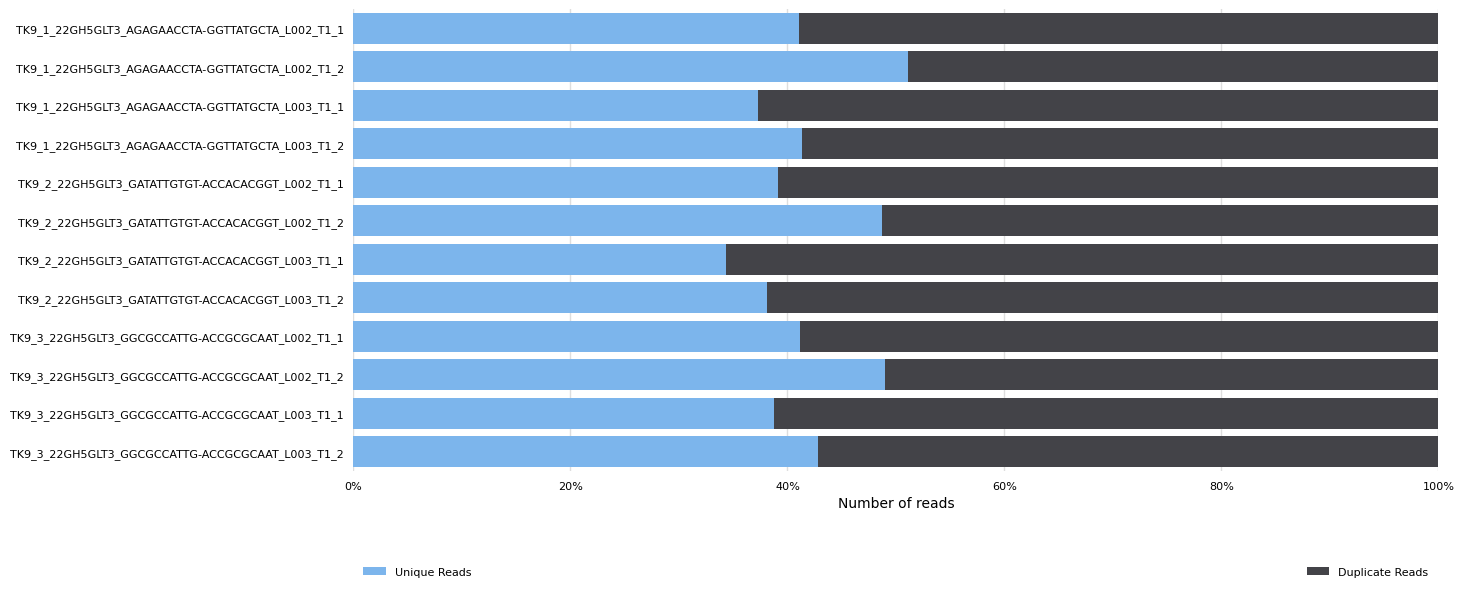 TK9_1_22GH5GLT3_AGAGAACCTA-GGTTATGCTA_L002_T1_1
TK9_1_22GH5GLT3_AGAGAACCTA-GGTTATGCTA_L002_T1_2
TK9_1_22GH5GLT3_AGAGAACCTA-GGTTATGCTA_L003_T1_1
TK9_1_22GH5GLT3_AGAGAACCTA-GGTTATGCTA_L003_T1_2
TK9_2_22GH5GLT3_GATATTGTGT-ACCACACGGT_L002_T1_1
TK9_2_22GH5GLT3_GATATTGTGT-ACCACACGGT_L002_T1_2
TK9_2_22GH5GLT3_GATATTGTGT-ACCACACGGT_L003_T1_1
TK9_2_22GH5GLT3_GATATTGTGT-ACCACACGGT_L003_T1_2
TK9_3_22GH5GLT3_GGCGCCATTG-ACCGCGCAAT_L002_T1_1
TK9_3_22GH5GLT3_GGCGCCATTG-ACCGCGCAAT_L002_T1_2
TK9_3_22GH5GLT3_GGCGCCATTG-ACCGCGCAAT_L003_T1_1
TK9_3_22GH5GLT3_GGCGCCATTG-ACCGCGCAAT_L003_T1_2
0% 20% 40% 60% 80% 100%
Number of reads
Unique Reads Duplicate Reads